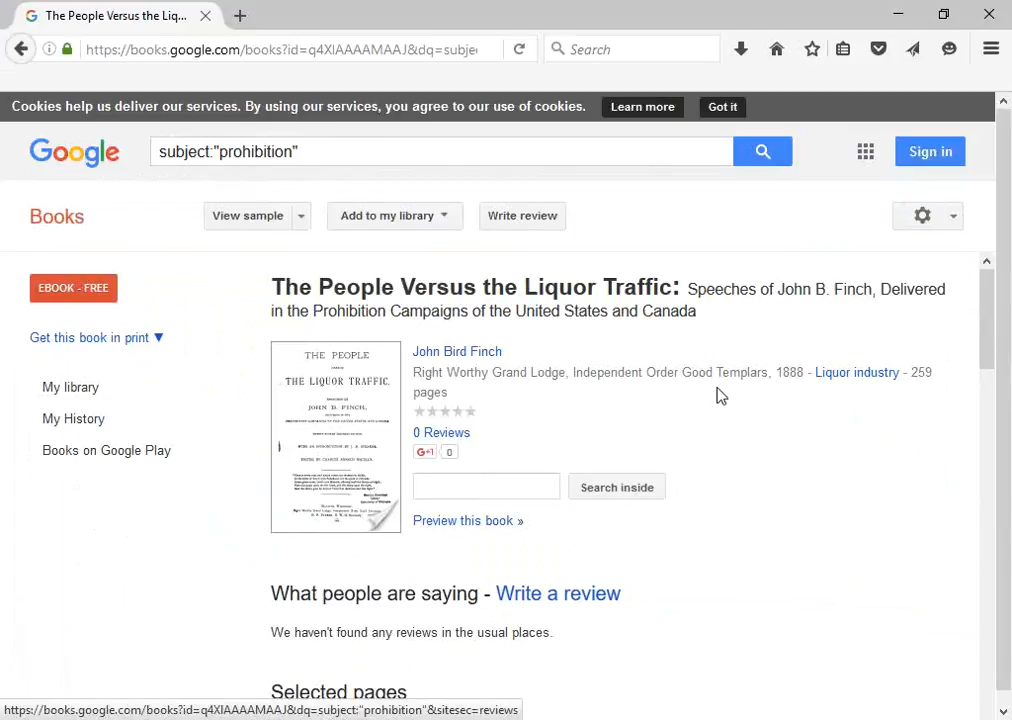 The People Versus the Liq...
https://books.google.com/books?id=q4XIAAAAMAAJ&dq=subje
Search
Cookies help us deliver our services. By using our services, you agree to our use of cookies. Learn more Got it
Google subject:"prohibition" Sign in
Books View sample Add to my library Write review
EBOOK - FREE
Get this book in print ▼
My library
My History
Books on Google Play
The People Versus the Liquor Traffic: Speeches of John B. Finch, Delivered
in the Prohibition Campaigns of the United States and Canada
THE PEOPLE
THE LIQUOR TRAFFIC.
JOHN B. FINCH,
John Bird Finch
Right Worthy Grand Lodge, Independent Order Good Templars, 1888 - Liquor industry - 259
pages
0 Reviews
G+1 0
Search inside
Preview this book »
What people are saying - Write a review
We haven't found any reviews in the usual places.
Selected pages
https://books.google.com/books?id=q4XIAAAAMAAJ&dq=subject:"prohibition"&sitesec=reviews